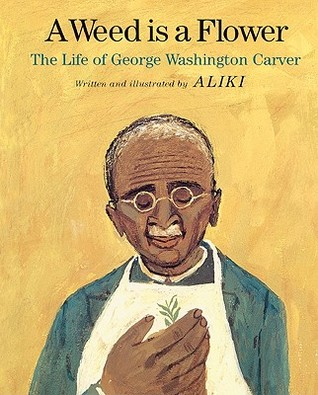 A Weed is a Flower
The Life of George Washington Carver
Written and illustrated by ALIKI